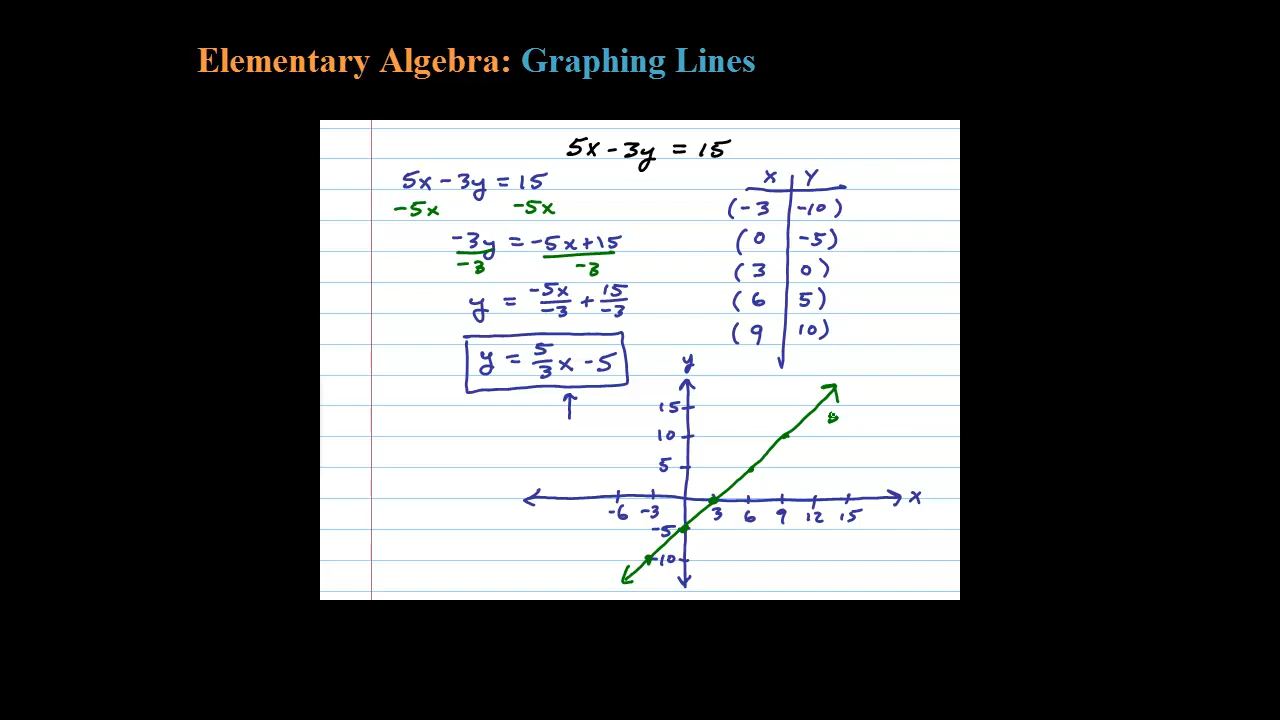 Elementary Algebra: Graphing Lines
5x - 3y = 15
5x - 3y = 15
-5x -5x
-3y = -5x + 15
-3 -3
y = -5x/-3 + 15/-3
y = 5/3 x - 5
x | y
(-3 | -10)
(0 | -5)
(3 | 0)
(6 | 5)
(9 | 10)
y
15
10
5
-6 -3 3 6 9 12 15 x
-5
-10